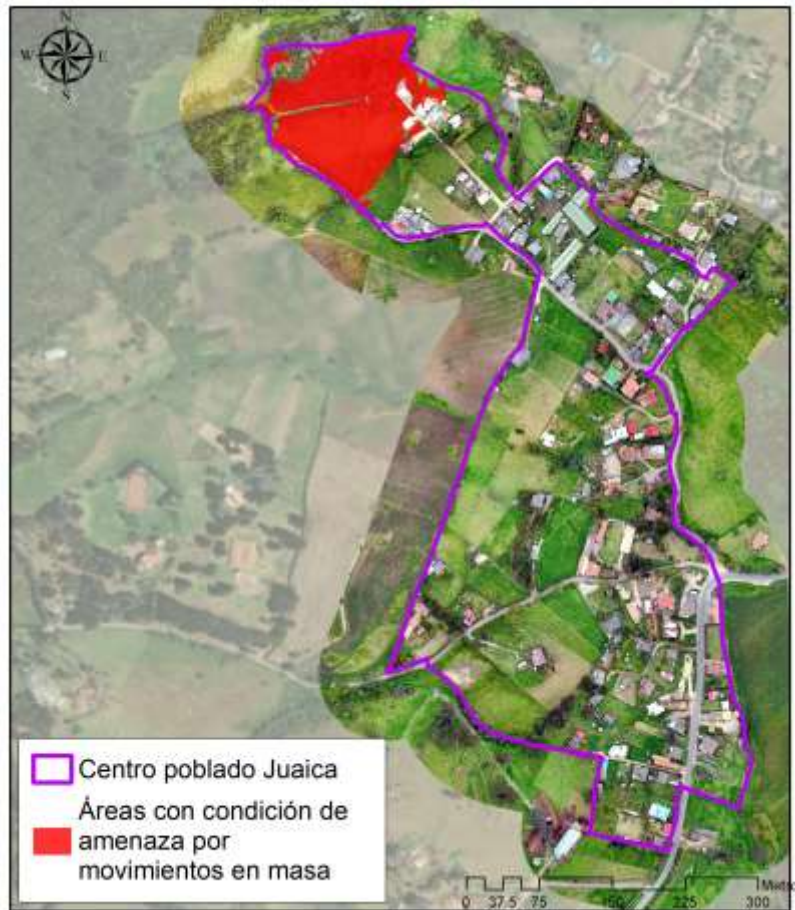 N
W E
S
Centro poblado Juaica
Áreas con condición de
amenaza por
movimientos en masa
Metros
0 37.5 75 150 225 300